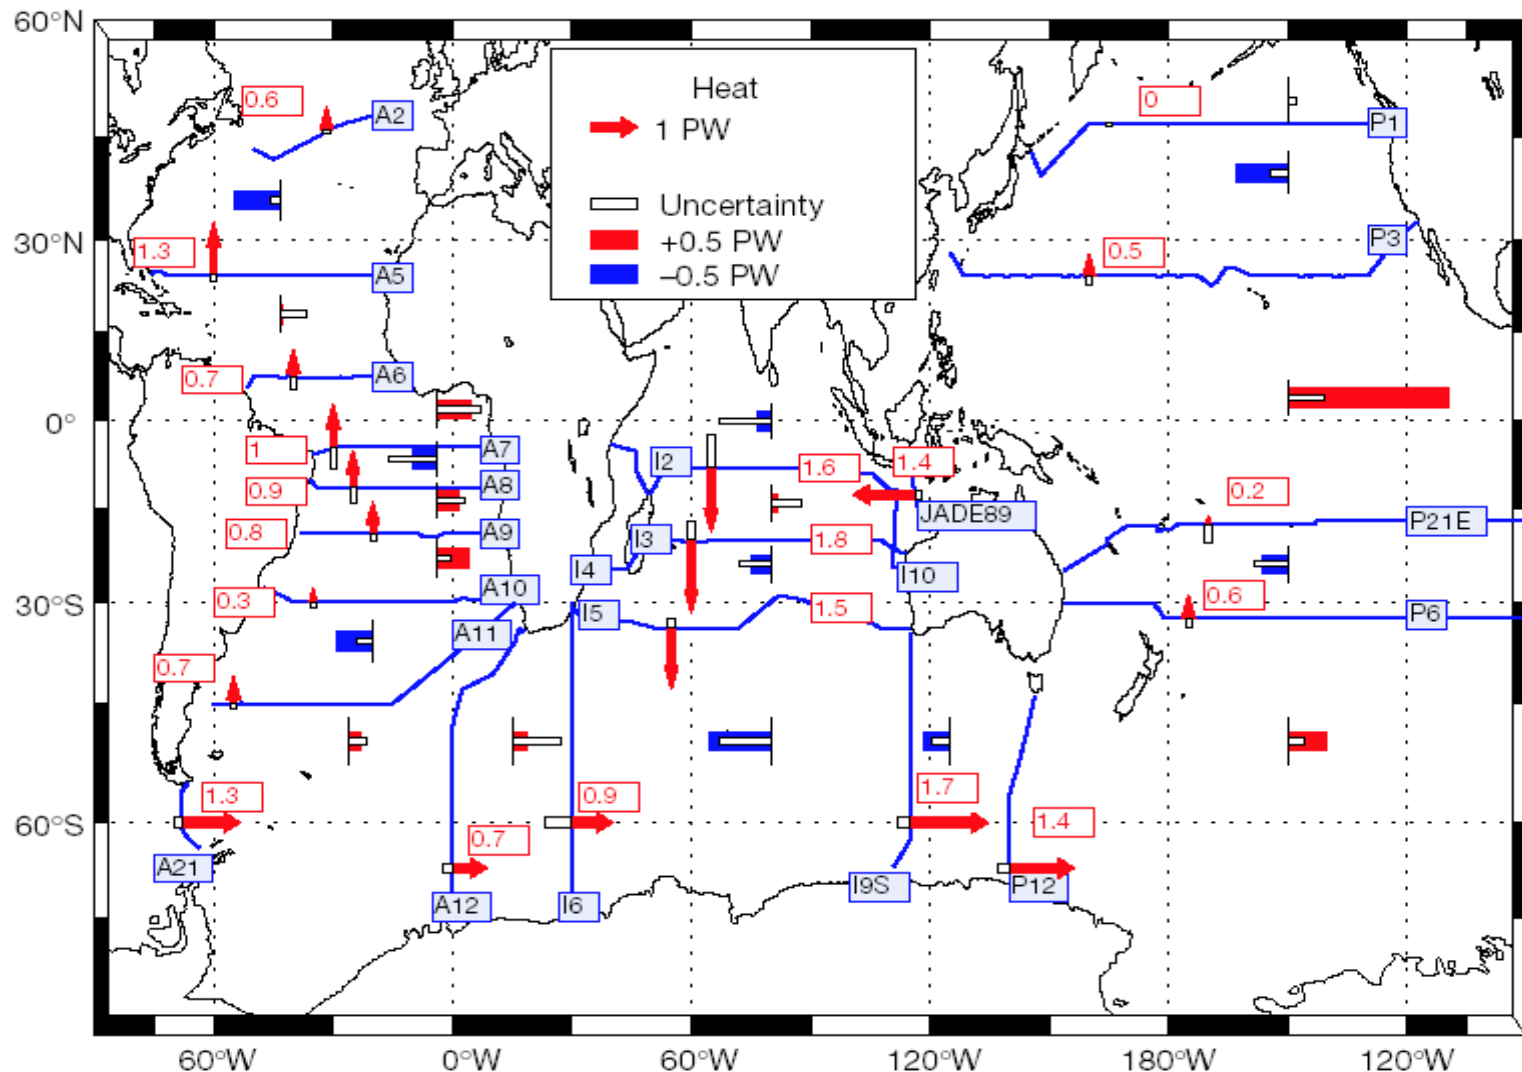 60°N
0.6
A2
Heat
1 PW
Uncertainty
+0.5 PW
−0.5 PW
0
P1
30°N
1.3
A5
0.5
P3
0.7
A6
0°
1
A7
I2
1.6
1.4
0.9
A8
JADE89
0.2
P21E
0.8
A9
I3
1.8
I4
I10
30°S
0.3
A10
I5
1.5
0.6
P6
A11
0.7
60°S
1.3
0.9
1.7
0.7
1.4
A21
A12
I6
I9S
P12
60°W
0°W
60°W
120°W
180°W
120°W